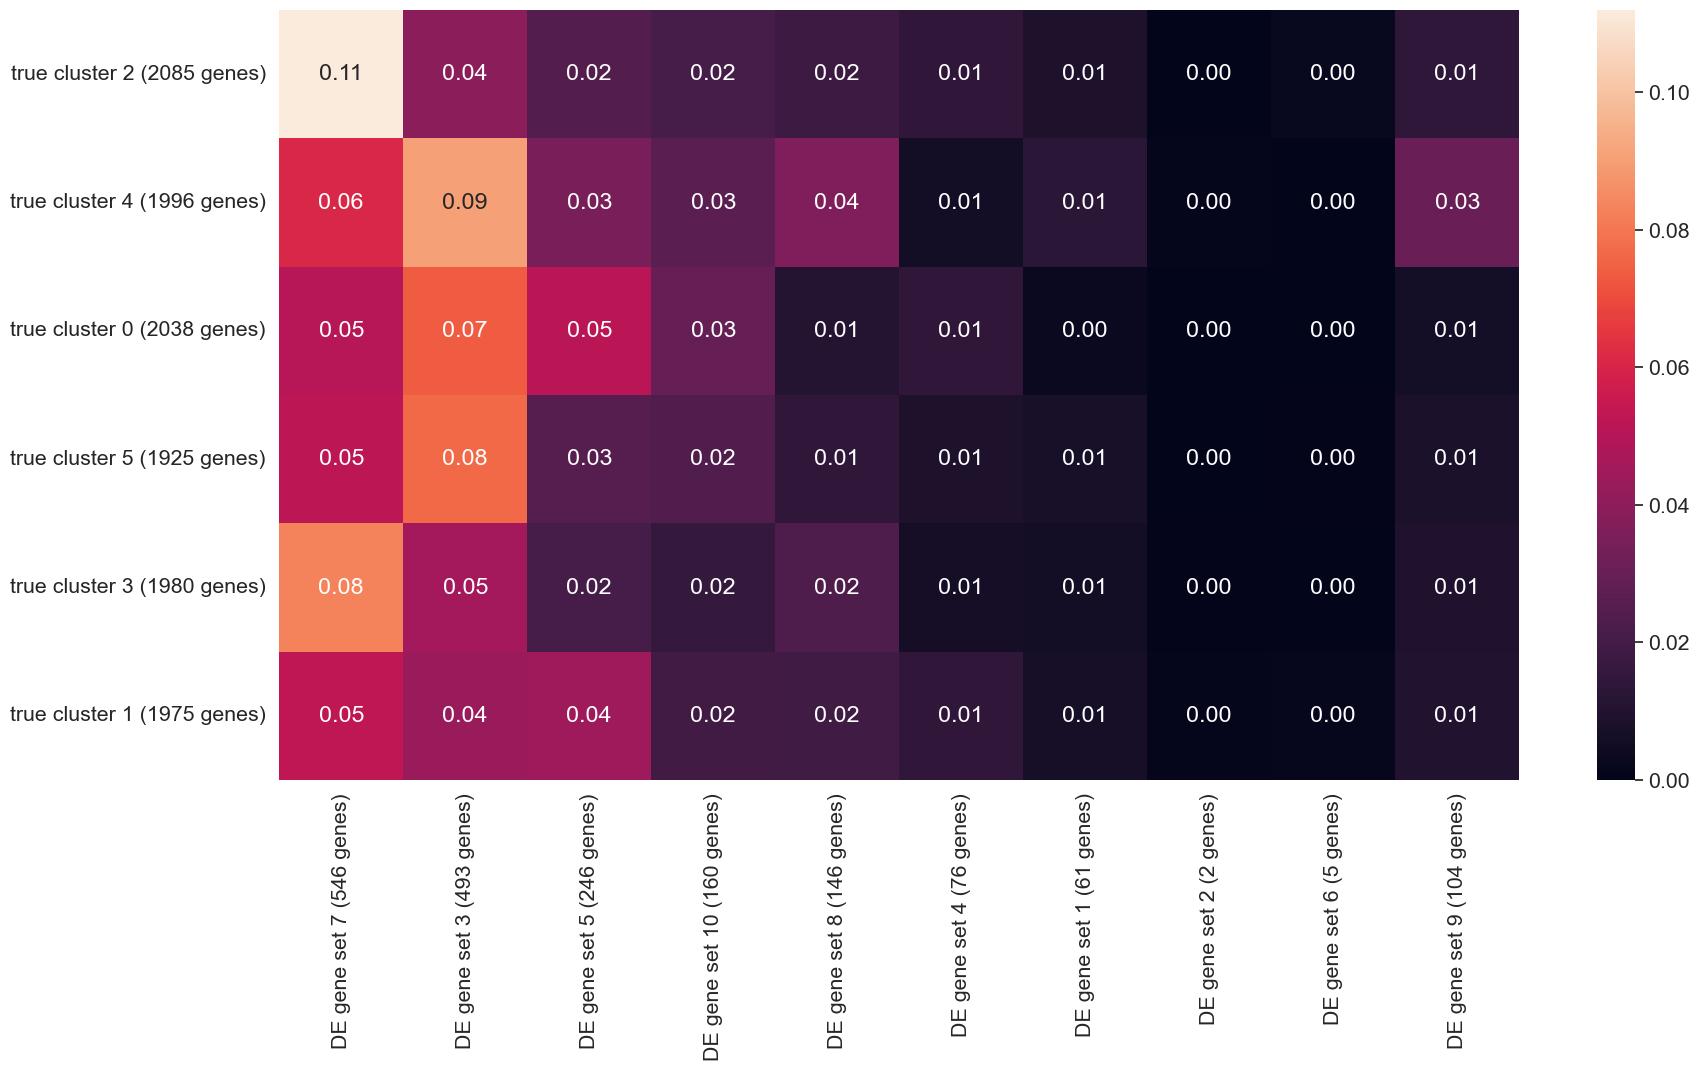 true cluster 2 (2085 genes) 0.11 0.04 0.02 0.02 0.02 0.01 0.01 0.00 0.00 0.01
true cluster 4 (1996 genes) 0.06 0.09 0.03 0.03 0.04 0.01 0.01 0.00 0.00 0.03
true cluster 0 (2038 genes) 0.05 0.07 0.05 0.03 0.01 0.01 0.00 0.00 0.00 0.01
true cluster 5 (1925 genes) 0.05 0.08 0.03 0.02 0.01 0.01 0.01 0.00 0.00 0.01
true cluster 3 (1980 genes) 0.08 0.05 0.02 0.02 0.02 0.01 0.01 0.00 0.00 0.01
true cluster 1 (1975 genes) 0.05 0.04 0.04 0.02 0.02 0.01 0.01 0.00 0.00 0.01
DE gene set 7 (546 genes)
DE gene set 3 (493 genes)
DE gene set 5 (246 genes)
DE gene set 10 (160 genes)
DE gene set 8 (146 genes)
DE gene set 4 (76 genes)
DE gene set 1 (61 genes)
DE gene set 2 (2 genes)
DE gene set 6 (5 genes)
DE gene set 9 (104 genes)
0.10
0.08
0.06
0.04
0.02
0.00